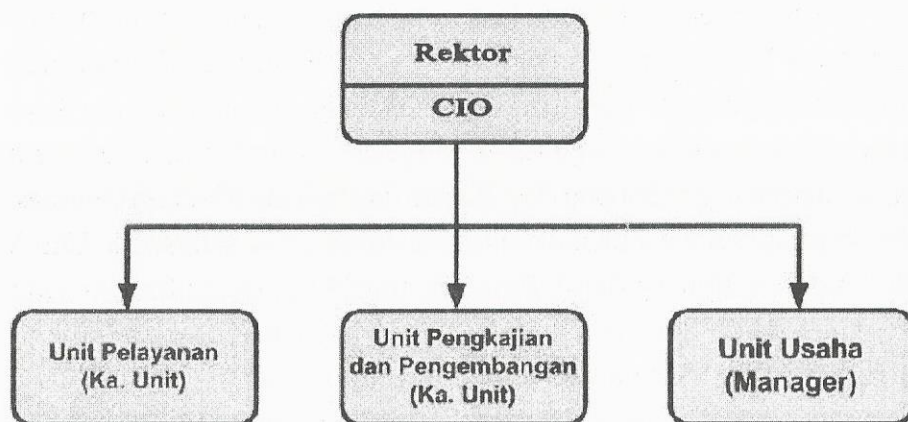 Rektor
CIO
Unit Pelayanan
(Ka. Unit)
Unit Pengkajian
dan Pengembangan
(Ka. Unit)
Unit Usaha
(Manager)